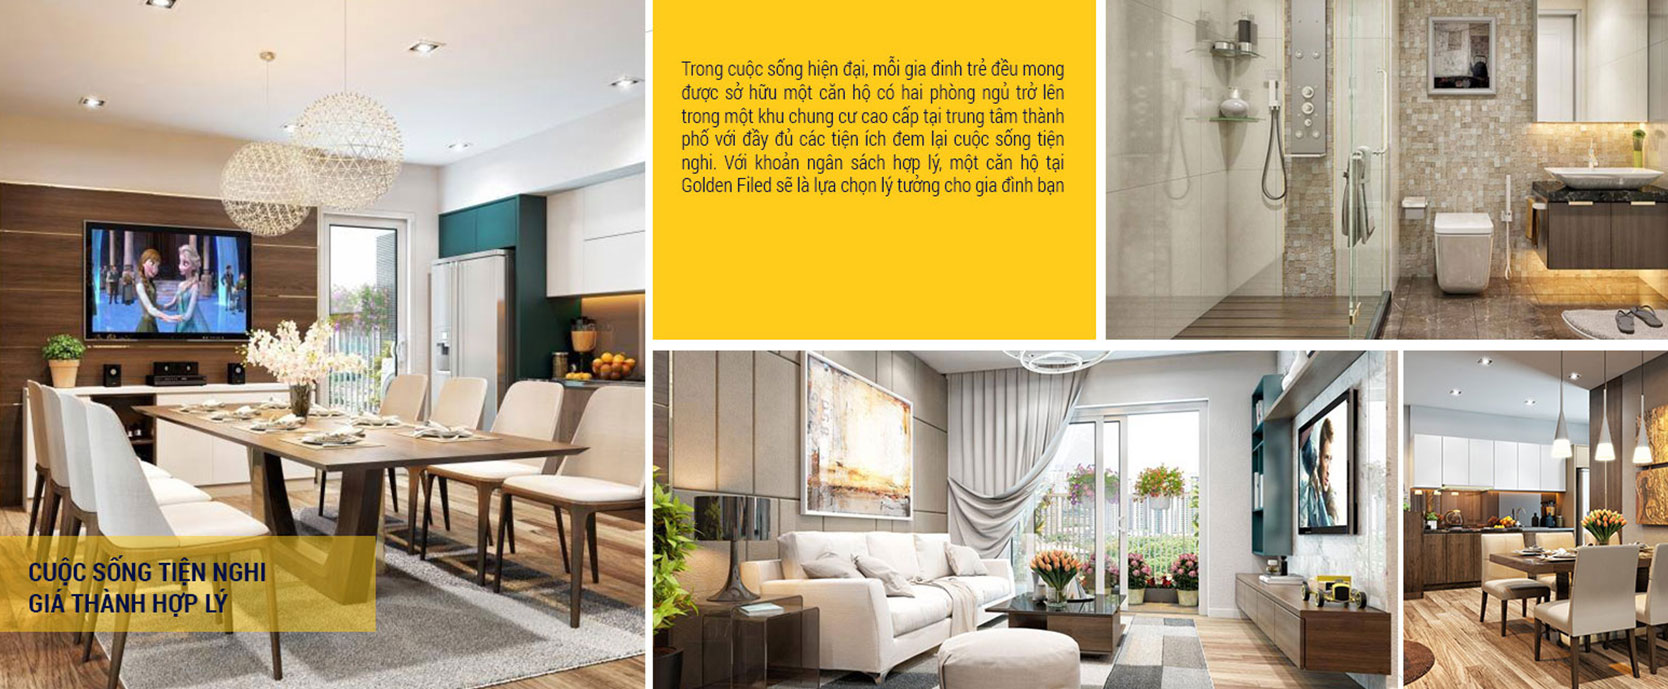 Trong cuộc sống hiện đại, mỗi gia đinh trẻ đều mong
được sở hữu một căn hộ có hai phòng ngủ trở lên
trong một khu chung cư cao cấp tại trung tâm thành
phố với đầy đủ các tiện ích đem lại cuộc sống tiện
nghi. Với khoản ngân sách hợp lý, một căn hộ tại
Golden Filed sẽ là lựa chọn lý tưởng cho gia đình bạn
CUỘC SỐNG TIỆN NGHI
GIÁ THÀNH HỢP LÝ